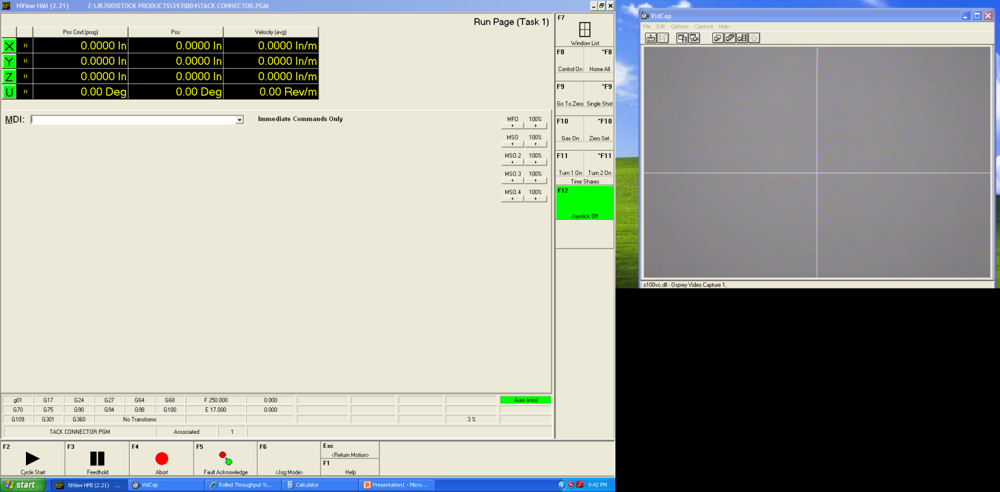 NView HMI (2.21) Z:\JK700\STOCK PRODUCTS\393\B04\TACK CONNECTOR.PGM
Run Page (Task 1)
Pos Cmd (prog) Pos Velocity (avg)
X H 0.0000 In 0.0000 In 0.0000 In/m
Y H 0.0000 In 0.0000 In 0.0000 In/m
Z H 0.0000 In 0.0000 In 0.0000 In/m
U H 0.00 Deg 0.00 Deg 0.00 Rev/m
MDI: Immediate Commands Only
MFO 100%
MSO 100%
MSO.2 100%
MSO.3 100%
MSO.4 100%
F7
Window List
F8 ^F8
Control On Home All
F9 ^F9
Go To Zero Single Shot
F10 ^F10
Gas On Zero Set
F11 ^F11
Turn 1 On Turn 2 On
Time Shares
F12
Joystick Off
g01 G17 G24 G27 G64 G68 F 250.000 0.000 Auto (into)
G70 G75 G90 G94 G98 G100 E 17.000 0.000
G109 G301 G360 No Transforms 3 %
TACK CONNECTOR.PGM Associated 1
F2 F3 F4 F5 F6 Esc
<Return Motion>
F1
Cycle Start Feedhold Abort Fault Acknowledge <Jog Mode> Help
start NView HMI (2.21) ... VidCap Rolled Throughput Yi... Calculator Presentation1 - Micro... 9:42 PM
VidCap
File Edit Options Capture Help
o100vc.dll - Osprey Video Capture 1,